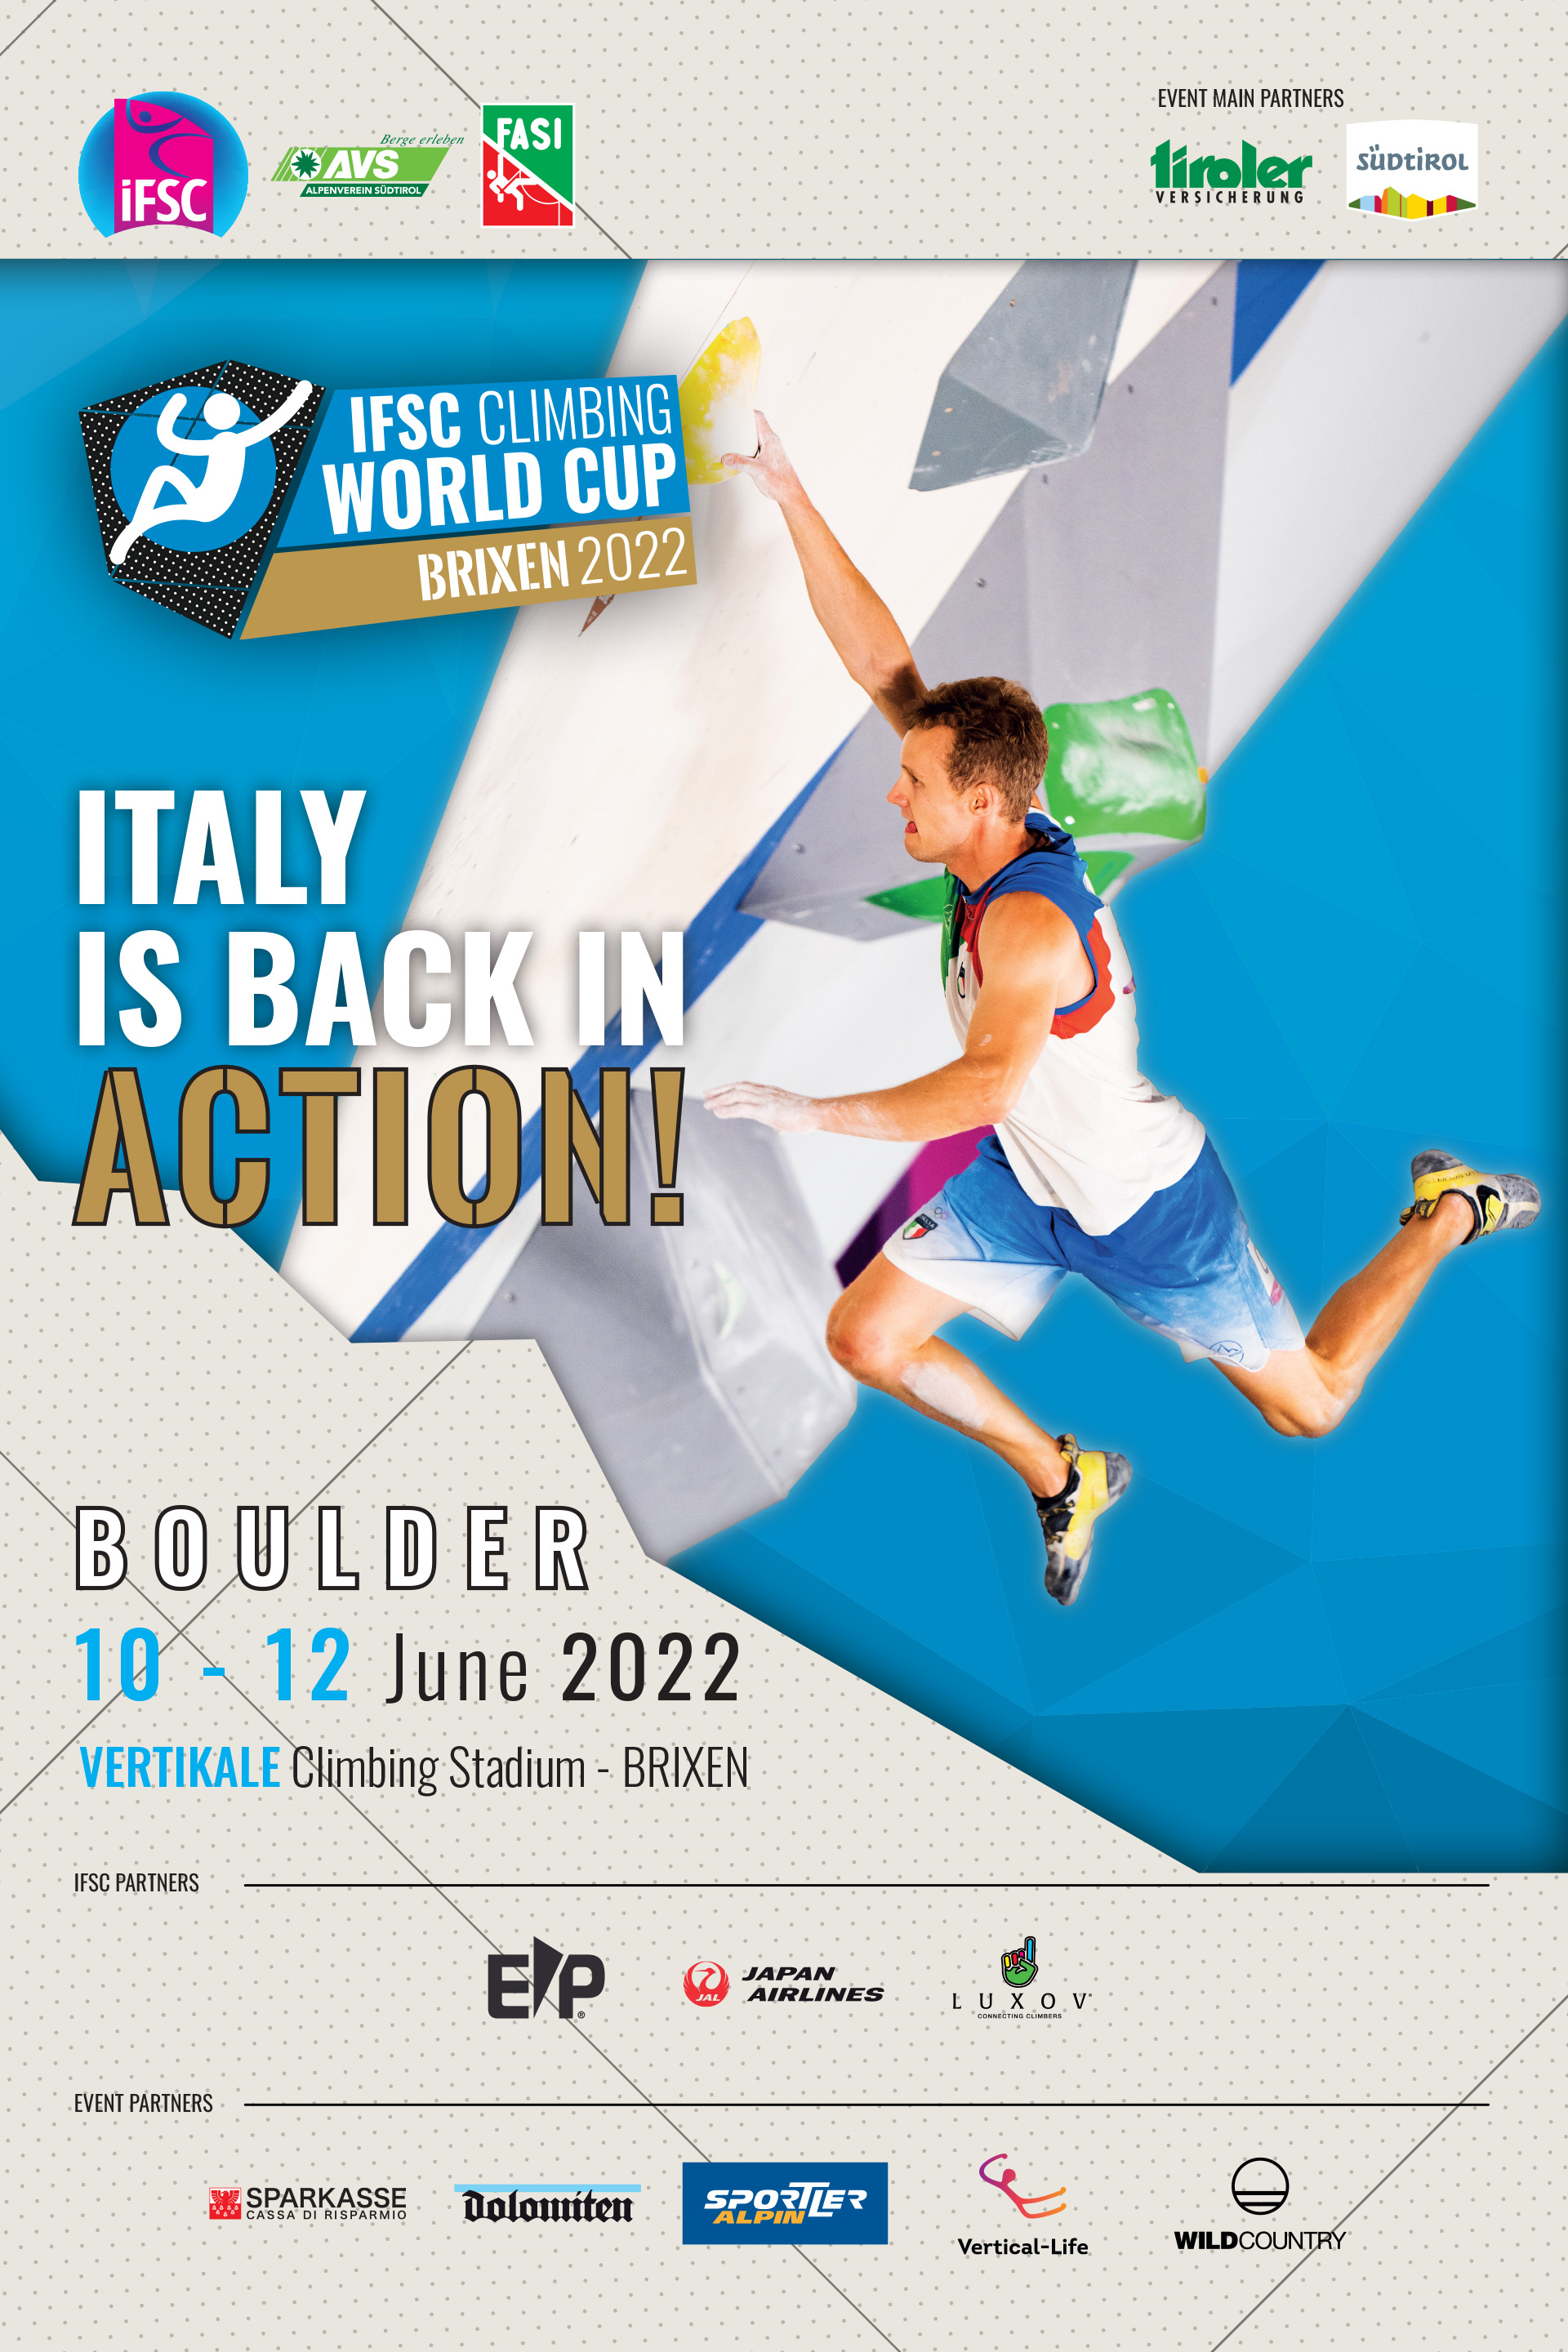 iFSC
Berge erleben
AVS
ALPENVEREIN SÜDTIROL
FASI
EVENT MAIN PARTNERS
tiroler
VERSICHERUNG
SÜDTIROL
IFSC CLIMBING
WORLD CUP
BRIXEN 2022
ITALY
IS BACK IN
ACTION!
BOULDER
10 - 12 June 2022
VERTIKALE Climbing Stadium - BRIXEN
IFSC PARTNERS
EP®
JAL
JAPAN
AIRLINES
LUXOV
CONNECTING CLIMBERS
EVENT PARTNERS
SPARKASSE
CASSA DI RISPARMIO
Dolomiten
SPORTLER
ALPIN
Vertical-Life
WILDCOUNTRY